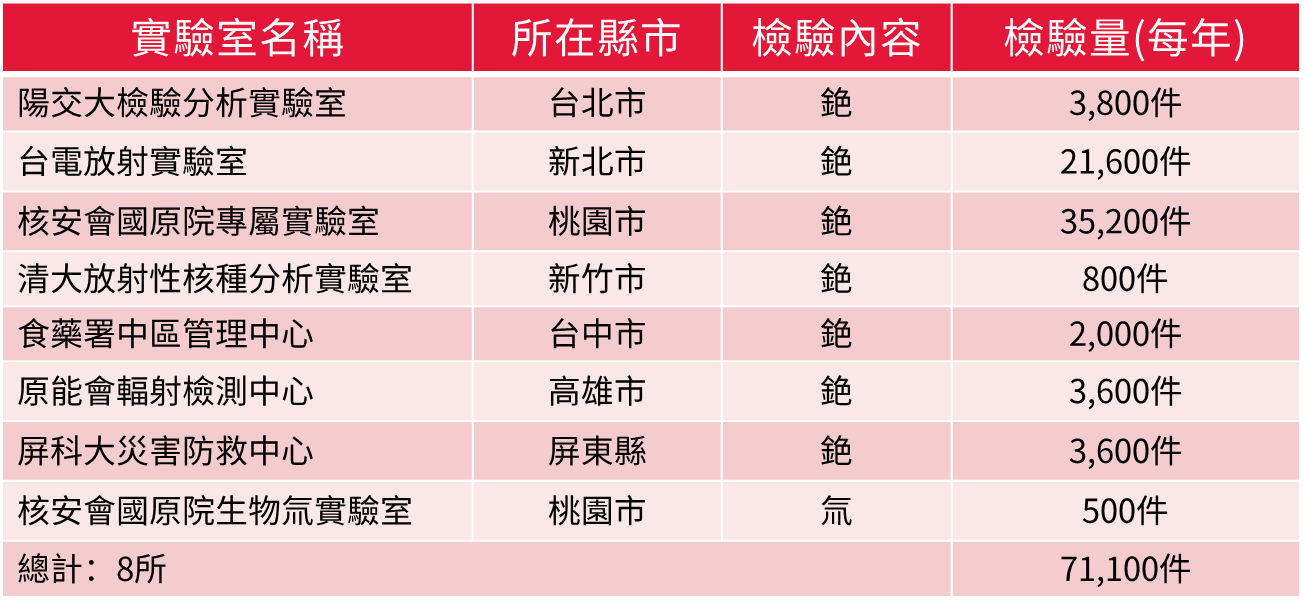 實驗室名稱 所在縣市 檢驗內容 檢驗量(每年)
陽交大檢驗分析實驗室 台北市 銫 3,800件
台電放射實驗室 新北市 銫 21,600件
核安會國原院專屬實驗室 桃園市 銫 35,200件
清大放射性核種分析實驗室 新竹市 銫 800件
食藥署中區管理中心 台中市 銫 2,000件
原能會輻射檢測中心 高雄市 銫 3,600件
屏科大災害防救中心 屏東縣 銫 3,600件
核安會國原院生物氚實驗室 桃園市 氚 500件
總計：8所 71,100件